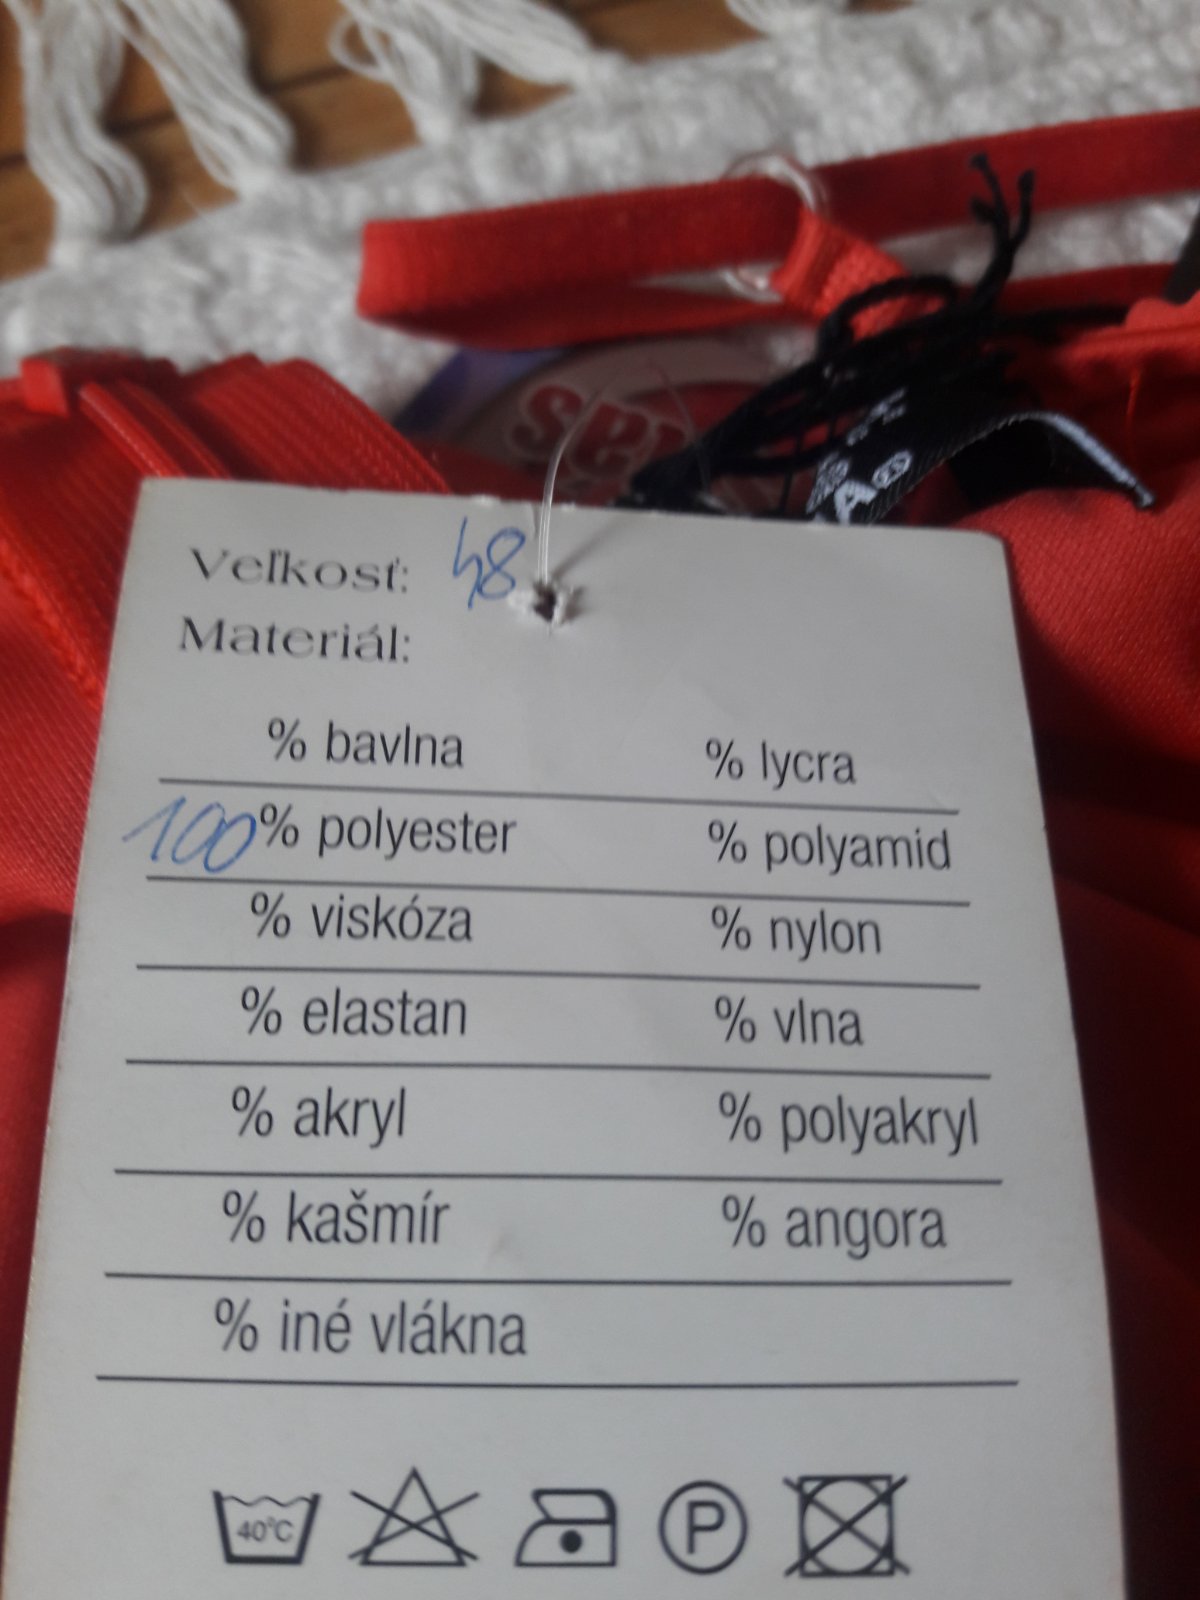 Veľkosť: 48
Materiál:
% bavlna % lycra
100% polyester % polyamid
% viskóza % nylon
% elastan % vlna
% akryl % polyakryl
% kašmír % angora
% iné vlákna
40°C P